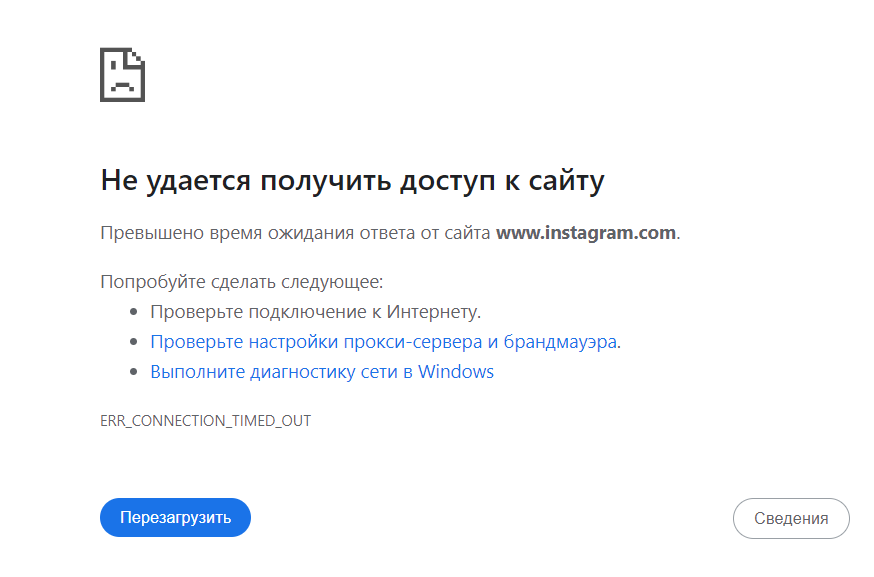 Не удается получить доступ к сайту
Превышено время ожидания ответа от сайта www.instagram.com.
Попробуйте сделать следующее:
Проверьте подключение к Интернету.
Проверьте настройки прокси-сервера и брандмауэра.
Выполните диагностику сети в Windows
ERR_CONNECTION_TIMED_OUT
Перезагрузить
Сведения